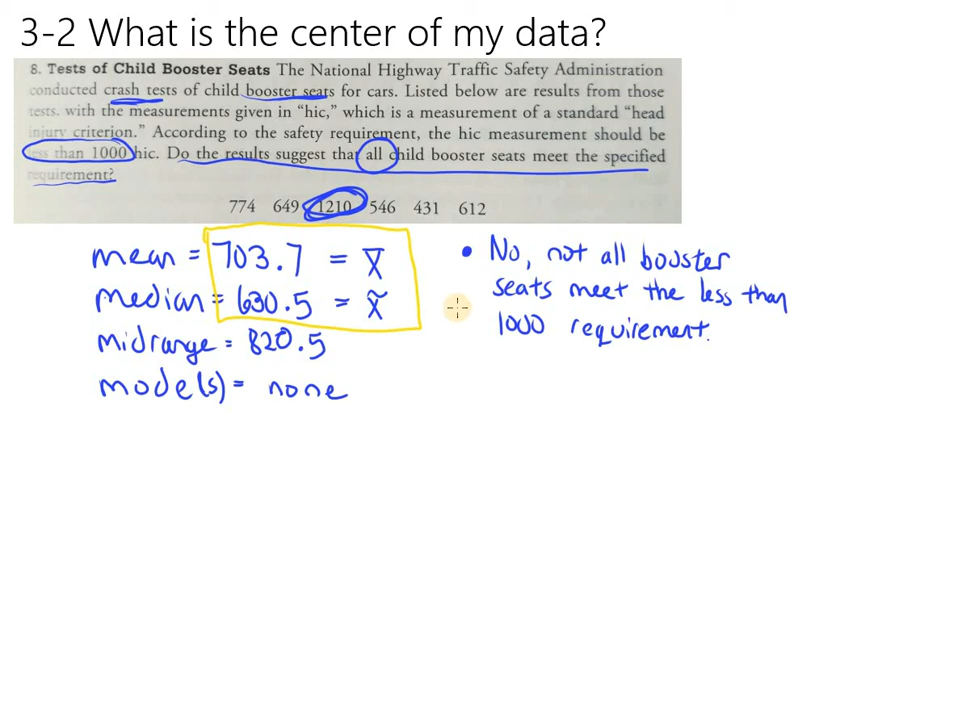 3-2 What is the center of my data?
8. Tests of Child Booster Seats The National Highway Traffic Safety Administration
conducted crash tests of child booster seats for cars. Listed below are results from those
tests, with the measurements given in “hic,” which is a measurement of a standard “head
injury criterion.” According to the safety requirement, the hic measurement should be
less than 1000 hic. Do the results suggest that all child booster seats meet the specified
requirement?
774 649 1210 546 431 612
mean = 703.7 = x̅
median = 630.5 = x̃
midrange = 820.5
mode(s) = none
• No, not all booster
seats meet the less than
1000 requirement.